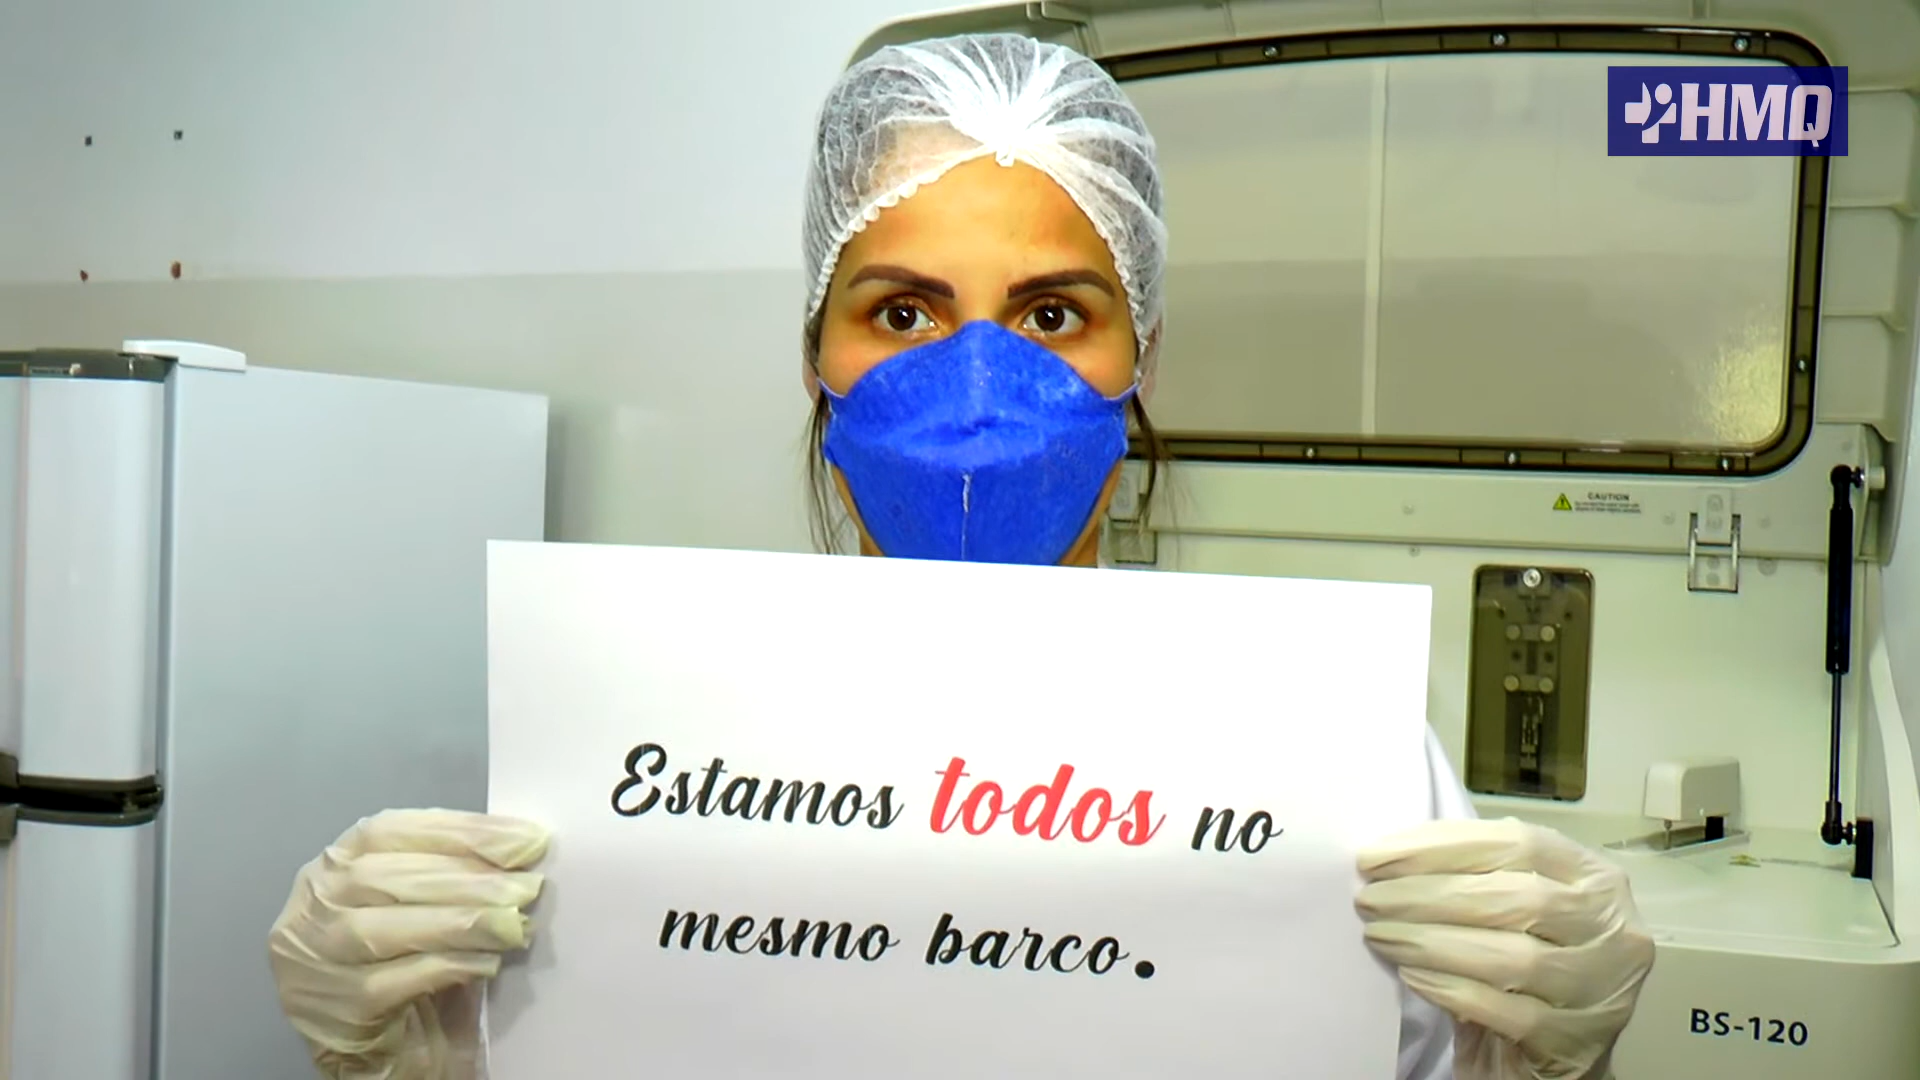 HMQ
CAUTION
Estamos todos no
mesmo barco.
BS-120